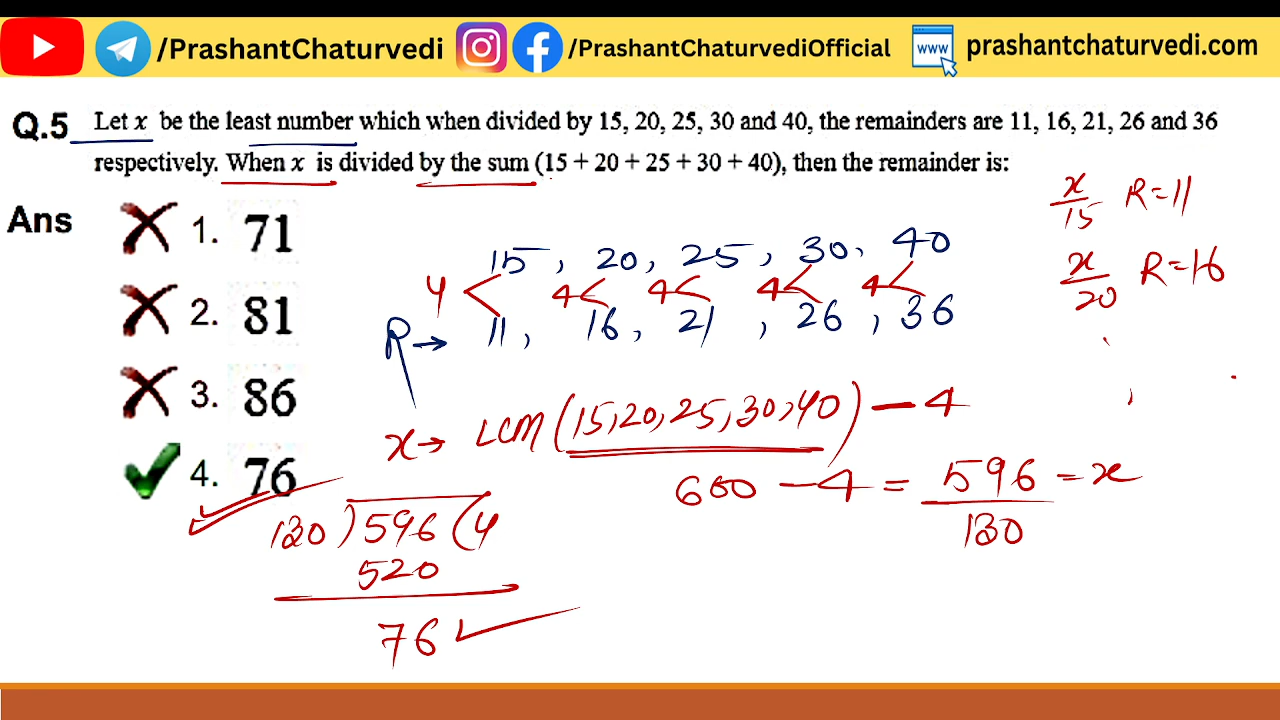 /PrashantChaturvedi /PrashantChaturvediOfficial www prashantchaturvedi.com
Q.5 Let x be the least number which when divided by 15, 20, 25, 30 and 40, the remainders are 11, 16, 21, 26 and 36
respectively. When x is divided by the sum (15 + 20 + 25 + 30 + 40), then the remainder is:
Ans
1. 71
2. 81
3. 86
4. 76
x/15 R=11
x/20 R=16
15, 20, 25, 30, 40
4 4 4 4 4
R→ 11, 16, 21, 26, 36
x→ LCM (15,20,25,30,40) - 4
600 - 4 = 596/130 = x
130)596(4
520
76